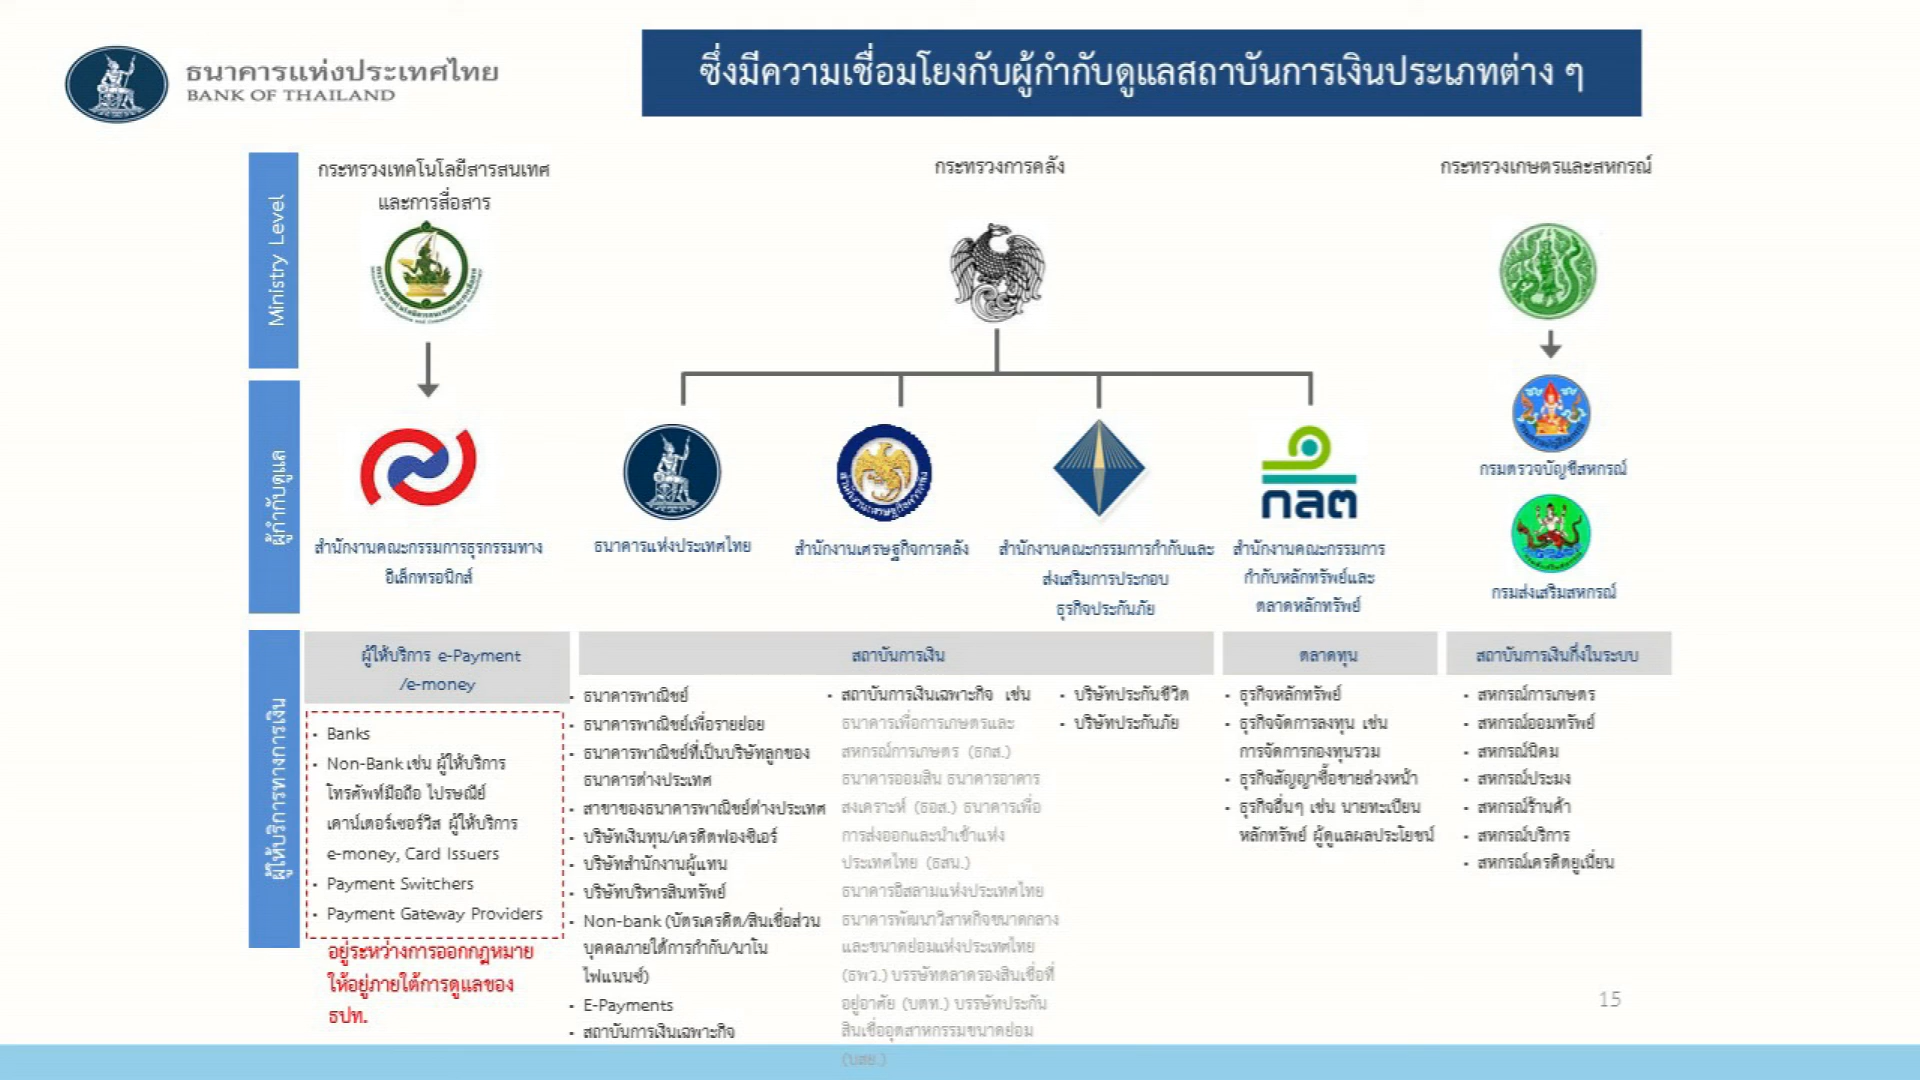 ธนาคารแห่งประเทศไทย
BANK OF THAILAND
ซึ่งมีความเชื่อมโยงกับผู้กำกับดูแลสถาบันการเงินประเภทต่าง ๆ
Ministry Level
กระทรวงเทคโนโลยีสารสนเทศ
และการสื่อสาร
กระทรวงการคลัง
กระทรวงเกษตรและสหกรณ์
ผู้กำกับดูแล
สำนักงานคณะกรรมการธุรกรรมทาง
อิเล็กทรอนิกส์
ธนาคารแห่งประเทศไทย
สำนักงานเศรษฐกิจการคลัง
สำนักงานคณะกรรมการกำกับและ
ส่งเสริมการประกอบ
ธุรกิจประกันภัย
กลต
สำนักงานคณะกรรมการ
กำกับหลักทรัพย์และ
ตลาดหลักทรัพย์
กรมตรวจบัญชีสหกรณ์
กรมส่งเสริมสหกรณ์
ผู้ให้บริการทางการเงิน
ผู้ให้บริการ e-Payment
/e-money
• Banks
• Non-Bank เช่น ผู้ให้บริการ
โทรศัพท์มือถือ ไปรษณีย์
เคาน์เตอร์เซอร์วิส ผู้ให้บริการ
e-money, Card Issuers
• Payment Switchers
• Payment Gateway Providers
อยู่ระหว่างการออกกฎหมาย
ให้อยู่ภายใต้การดูแลของ
ธปท.
สถาบันการเงิน
• ธนาคารพาณิชย์
• ธนาคารพาณิชย์เพื่อรายย่อย
• ธนาคารพาณิชย์ที่เป็นบริษัทลูกของ
ธนาคารต่างประเทศ
• สาขาของธนาคารพาณิชย์ต่างประเทศ
• บริษัทเงินทุน/เครดิตฟองซิเอร์
• บริษัทสำนักงานผู้แทน
• บริษัทบริหารสินทรัพย์
• Non-bank (บัตรเครดิต/สินเชื่อส่วน
บุคคลภายใต้การกำกับ/นาโน
ไฟแนนซ์)
• E-Payments
• สถาบันการเงินเฉพาะกิจ
• สถาบันการเงินเฉพาะกิจ เช่น
ธนาคารเพื่อการเกษตรและ
สหกรณ์การเกษตร (ธกส.)
ธนาคารออมสิน ธนาคารอาคาร
สงเคราะห์ (ธอส.) ธนาคารเพื่อ
การส่งออกและนำเข้าแห่ง
ประเทศไทย (ธสน.)
ธนาคารอิสลามแห่งประเทศไทย
ธนาคารพัฒนาวิสาหกิจขนาดกลาง
และขนาดย่อมแห่งประเทศไทย
(ธพว.) บรรษัทตลาดรองสินเชื่อที่
อยู่อาศัย (บตท.) บรรษัทประกัน
สินเชื่ออุตสาหกรรมขนาดย่อม
(บสย.)
• บริษัทประกันชีวิต
• บริษัทประกันภัย
ตลาดทุน
• ธุรกิจหลักทรัพย์
• ธุรกิจจัดการลงทุน เช่น
การจัดการกองทุนรวม
• ธุรกิจสัญญาซื้อขายล่วงหน้า
• ธุรกิจอื่นๆ เช่น นายทะเบียน
หลักทรัพย์ ผู้ดูแลผลประโยชน์
สถาบันการเงินกึ่งในระบบ
• สหกรณ์การเกษตร
• สหกรณ์ออมทรัพย์
• สหกรณ์นิคม
• สหกรณ์ประมง
• สหกรณ์ร้านค้า
• สหกรณ์บริการ
• สหกรณ์เครดิตยูเนี่ยน
15